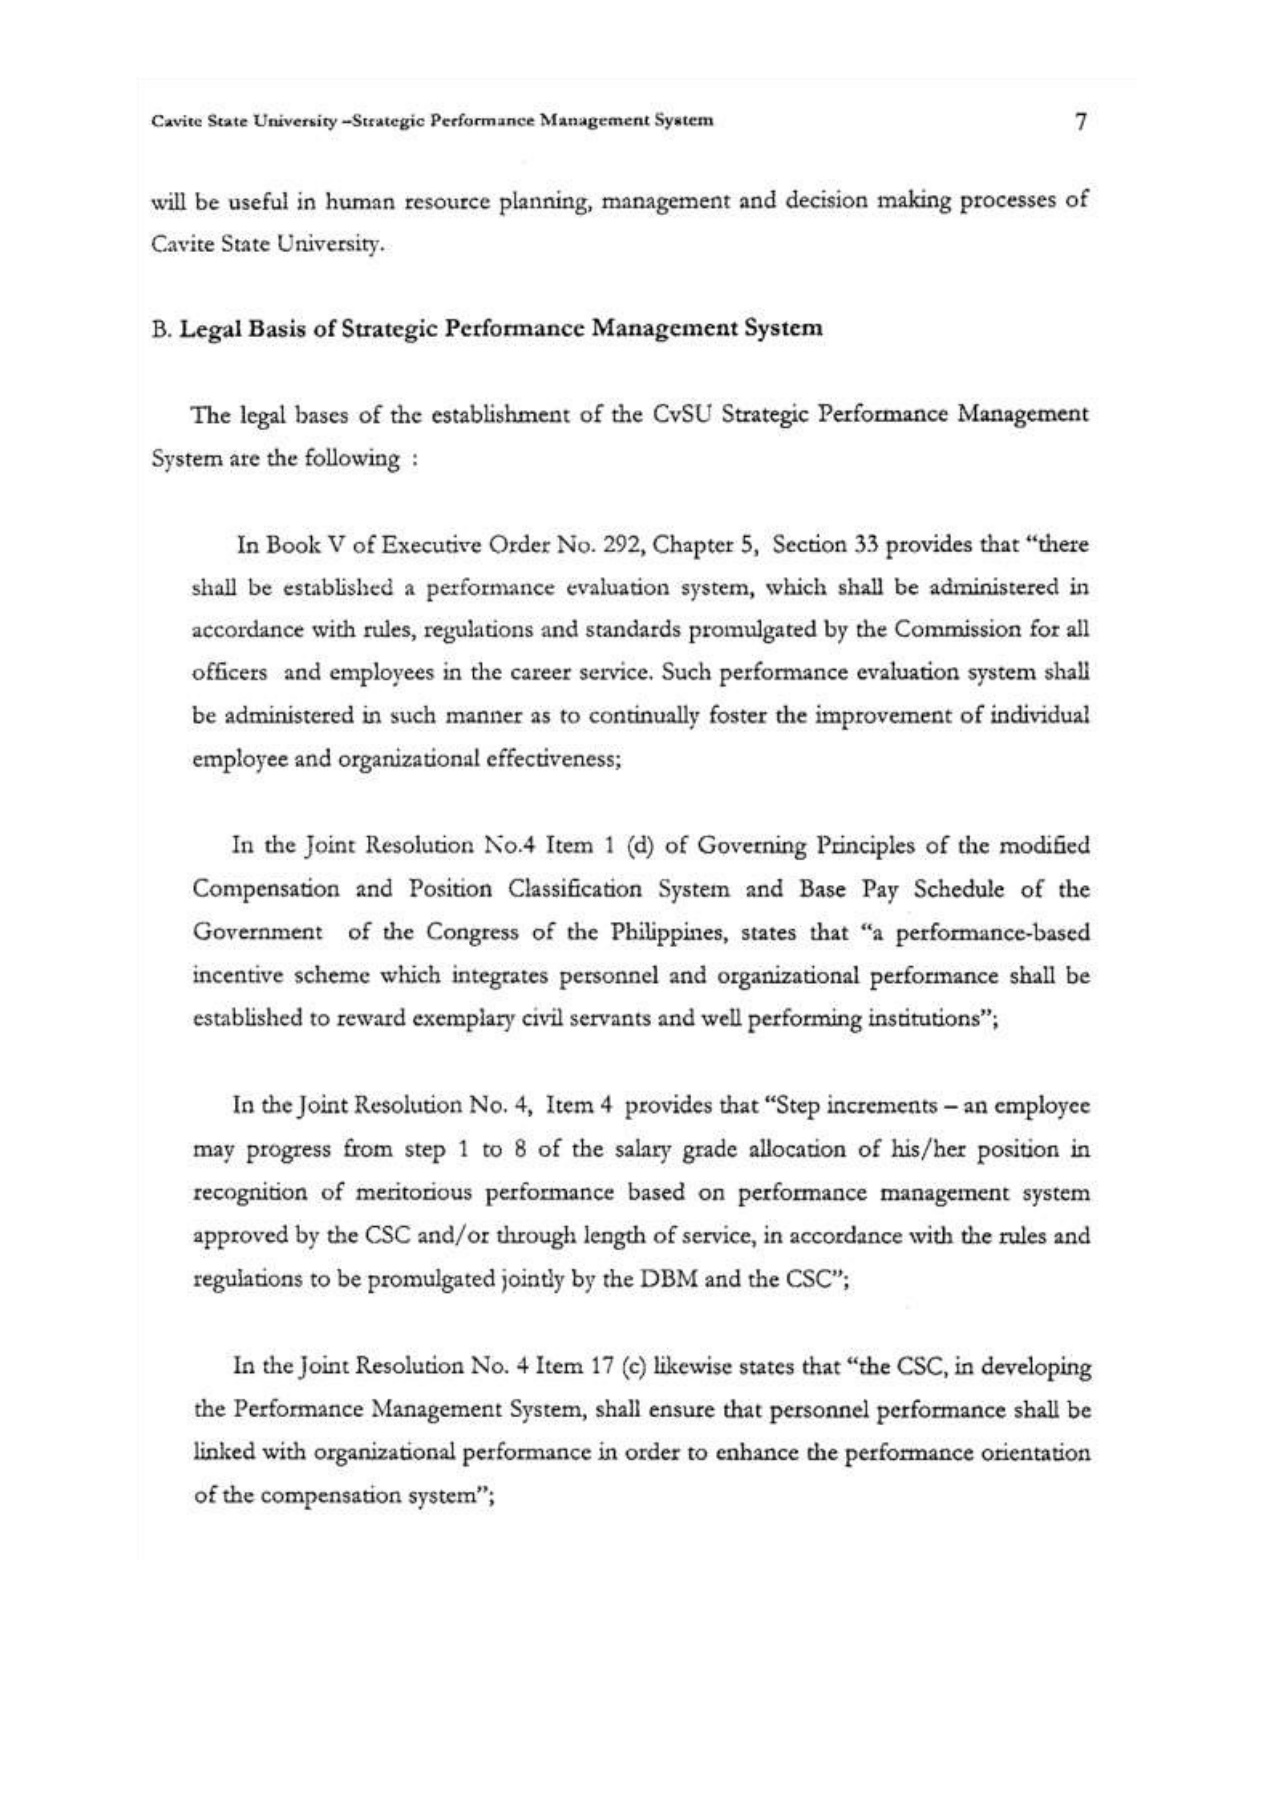 Cavite State University –Strategic Performance Management System 7
will be useful in human resource planning, management and decision making processes of
Cavite State University.
B. Legal Basis of Strategic Performance Management System
The legal bases of the establishment of the CvSU Strategic Performance Management
System are the following :
In Book V of Executive Order No. 292, Chapter 5, Section 33 provides that “there
shall be established a performance evaluation system, which shall be administered in
accordance with rules, regulations and standards promulgated by the Commission for all
officers and employees in the career service. Such performance evaluation system shall
be administered in such manner as to continually foster the improvement of individual
employee and organizational effectiveness;
In the Joint Resolution No.4 Item 1 (d) of Governing Principles of the modified
Compensation and Position Classification System and Base Pay Schedule of the
Government of the Congress of the Philippines, states that “a performance-based
incentive scheme which integrates personnel and organizational performance shall be
established to reward exemplary civil servants and well performing institutions”;
In the Joint Resolution No. 4, Item 4 provides that “Step increments – an employee
may progress from step 1 to 8 of the salary grade allocation of his/her position in
recognition of meritorious performance based on performance management system
approved by the CSC and/or through length of service, in accordance with the rules and
regulations to be promulgated jointly by the DBM and the CSC”;
In the Joint Resolution No. 4 Item 17 (c) likewise states that “the CSC, in developing
the Performance Management System, shall ensure that personnel performance shall be
linked with organizational performance in order to enhance the performance orientation
of the compensation system”;